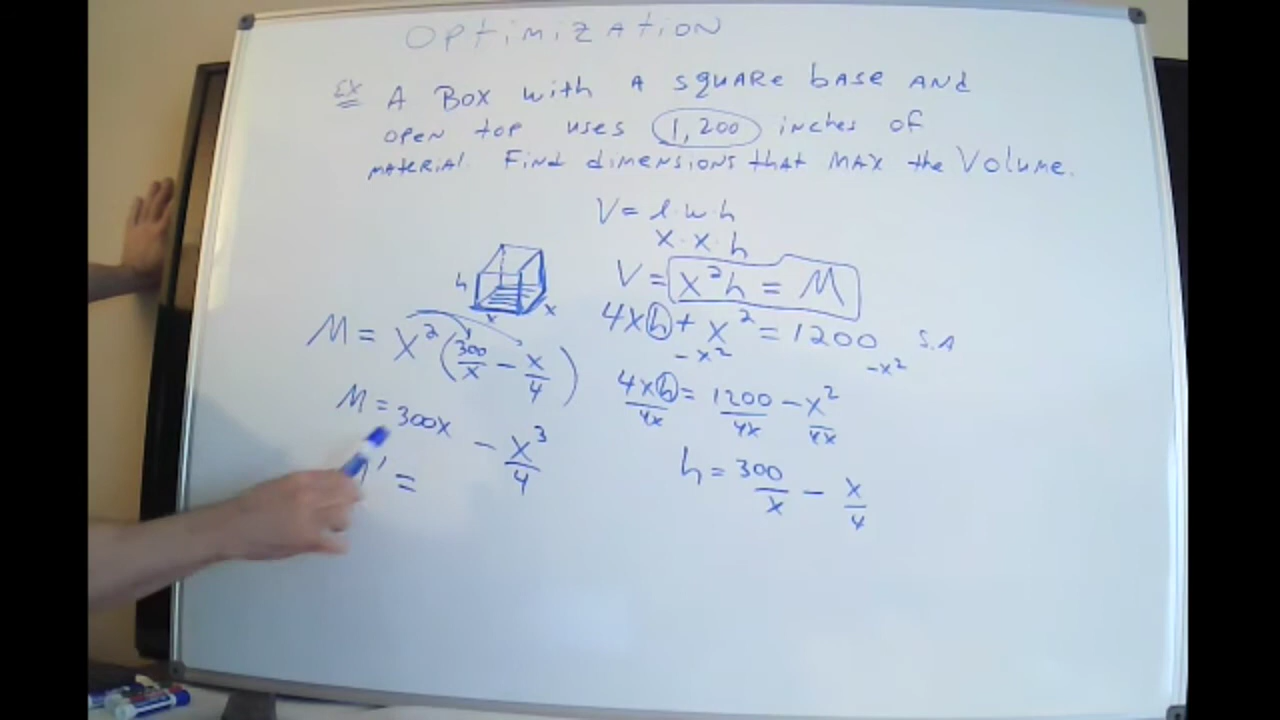 Optimization
Ex A Box with A square base AND
open top uses 1,200 inches of
material. Find dimensions that MAX the Volume.
V = l·w·h
x·x·h
V = x²h = M
h
x
x
4xh + x² = 1200 S.A
-x² -x²
M = x²(300/x - x/4)
4xh/4x = 1200/4x - x²/4x
M = 300x - x³/4
h = 300/x - x/4
' =